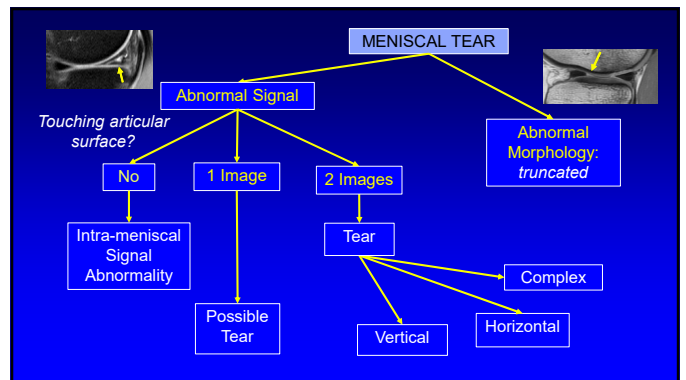 MENISCAL TEAR
Abnormal Signal
Touching articular
surface?
Abnormal
Morphology:
truncated
No
1 Image
2 Images
Intra-meniscal
Signal
Abnormality
Tear
Complex
Possible
Tear
Vertical
Horizontal